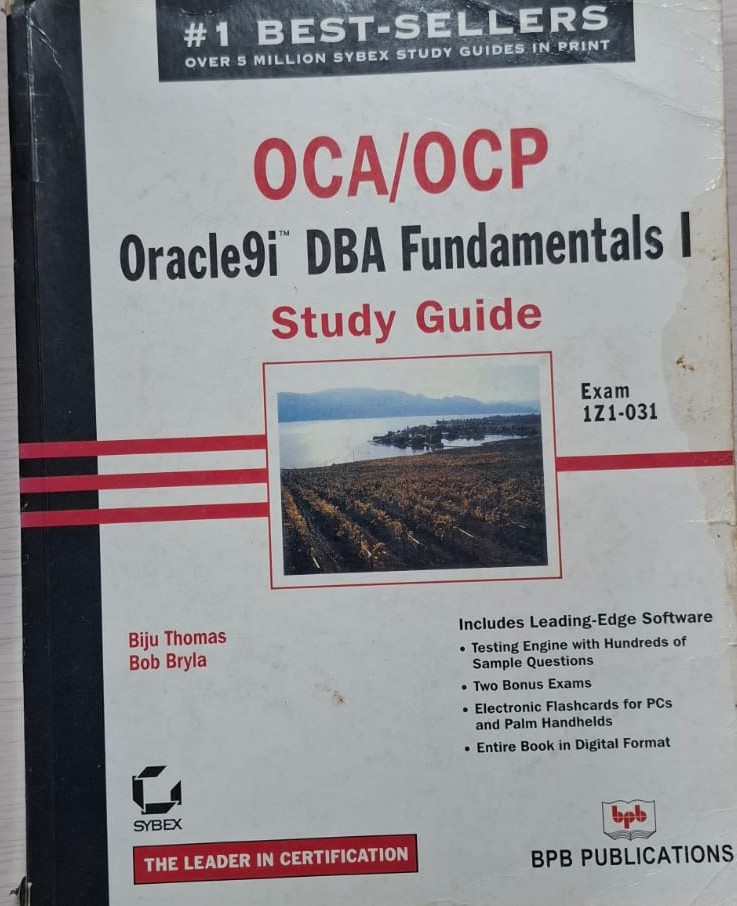 #1 BEST-SELLERS
OVER 5 MILLION SYBEX STUDY GUIDES IN PRINT
OCA/OCP
Oracle9i™ DBA Fundamentals I
Study Guide
Exam
1Z1-031
Biju Thomas
Bob Bryla
Includes Leading-Edge Software
• Testing Engine with Hundreds of
Sample Questions
• Two Bonus Exams
• Electronic Flashcards for PCs
and Palm Handhelds
• Entire Book in Digital Format
SYBEX
THE LEADER IN CERTIFICATION
bpb
BPB PUBLICATIONS